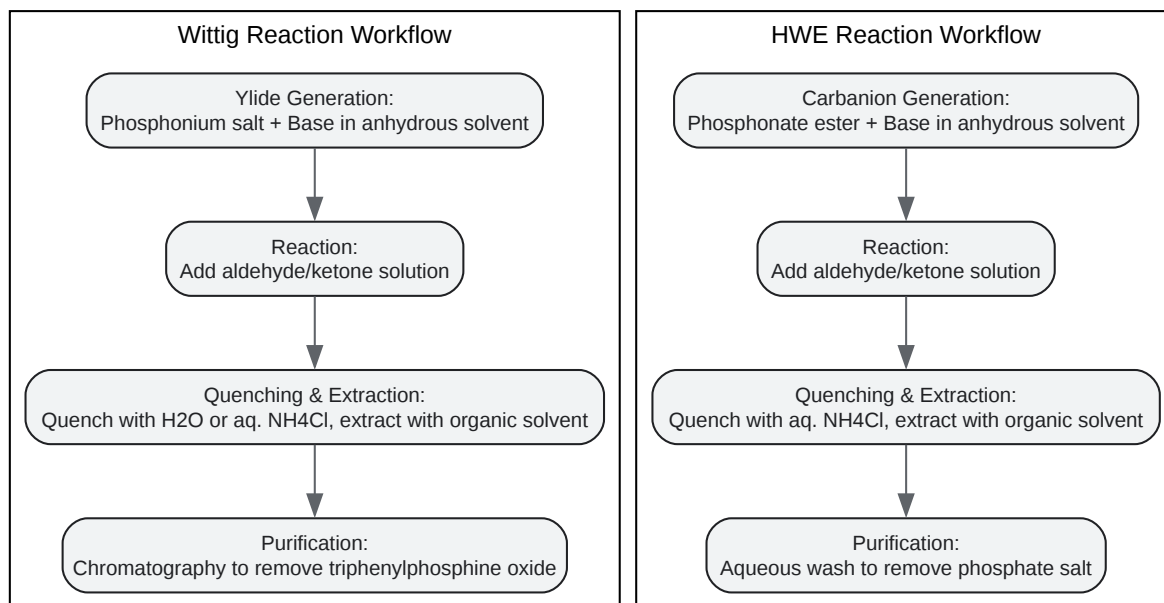 Wittig Reaction Workflow
Ylide Generation:
Phosphonium salt + Base in anhydrous solvent
Reaction:
Add aldehyde/ketone solution
Quenching & Extraction:
Quench with H2O or aq. NH4Cl, extract with organic solvent
Purification:
Chromatography to remove triphenylphosphine oxide
HWE Reaction Workflow
Carbanion Generation:
Phosphonate ester + Base in anhydrous solvent
Reaction:
Add aldehyde/ketone solution
Quenching & Extraction:
Quench with aq. NH4Cl, extract with organic solvent
Purification:
Aqueous wash to remove phosphate salt